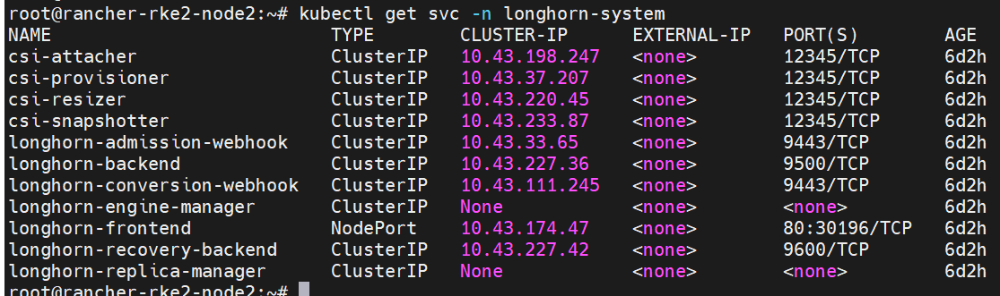 root@rancher-rke2-node2:~# kubectl get svc -n longhorn-system
NAME TYPE CLUSTER-IP EXTERNAL-IP PORT(S) AGE
csi-attacher ClusterIP 10.43.198.247 <none> 12345/TCP 6d2h
csi-provisioner ClusterIP 10.43.37.207 <none> 12345/TCP 6d2h
csi-resizer ClusterIP 10.43.220.45 <none> 12345/TCP 6d2h
csi-snapshotter ClusterIP 10.43.233.87 <none> 12345/TCP 6d2h
longhorn-admission-webhook ClusterIP 10.43.33.65 <none> 9443/TCP 6d2h
longhorn-backend ClusterIP 10.43.227.36 <none> 9500/TCP 6d2h
longhorn-conversion-webhook ClusterIP 10.43.111.245 <none> 9443/TCP 6d2h
longhorn-engine-manager ClusterIP None <none> <none> 6d2h
longhorn-frontend NodePort 10.43.174.47 <none> 80:30196/TCP 6d2h
longhorn-recovery-backend ClusterIP 10.43.227.42 <none> 9600/TCP 6d2h
longhorn-replica-manager ClusterIP None <none> <none> 6d2h
root@rancher-rke2-node2:~#